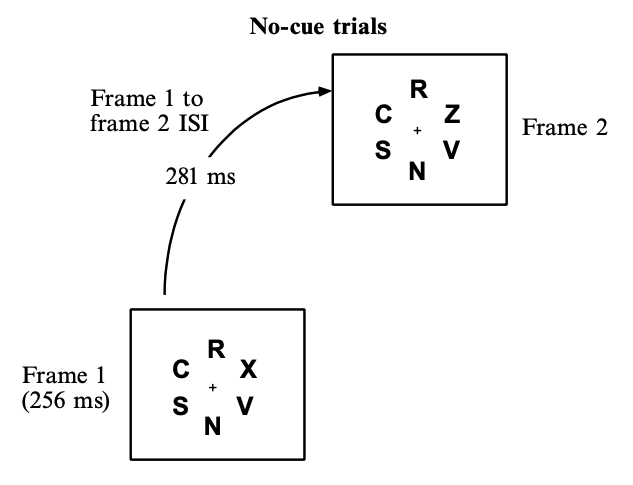 No-cue trials
Frame 1 to
frame 2 ISI
281 ms
R
C Z
+
S V
N
Frame 2
Frame 1
(256 ms)
R
C X
+
S V
N